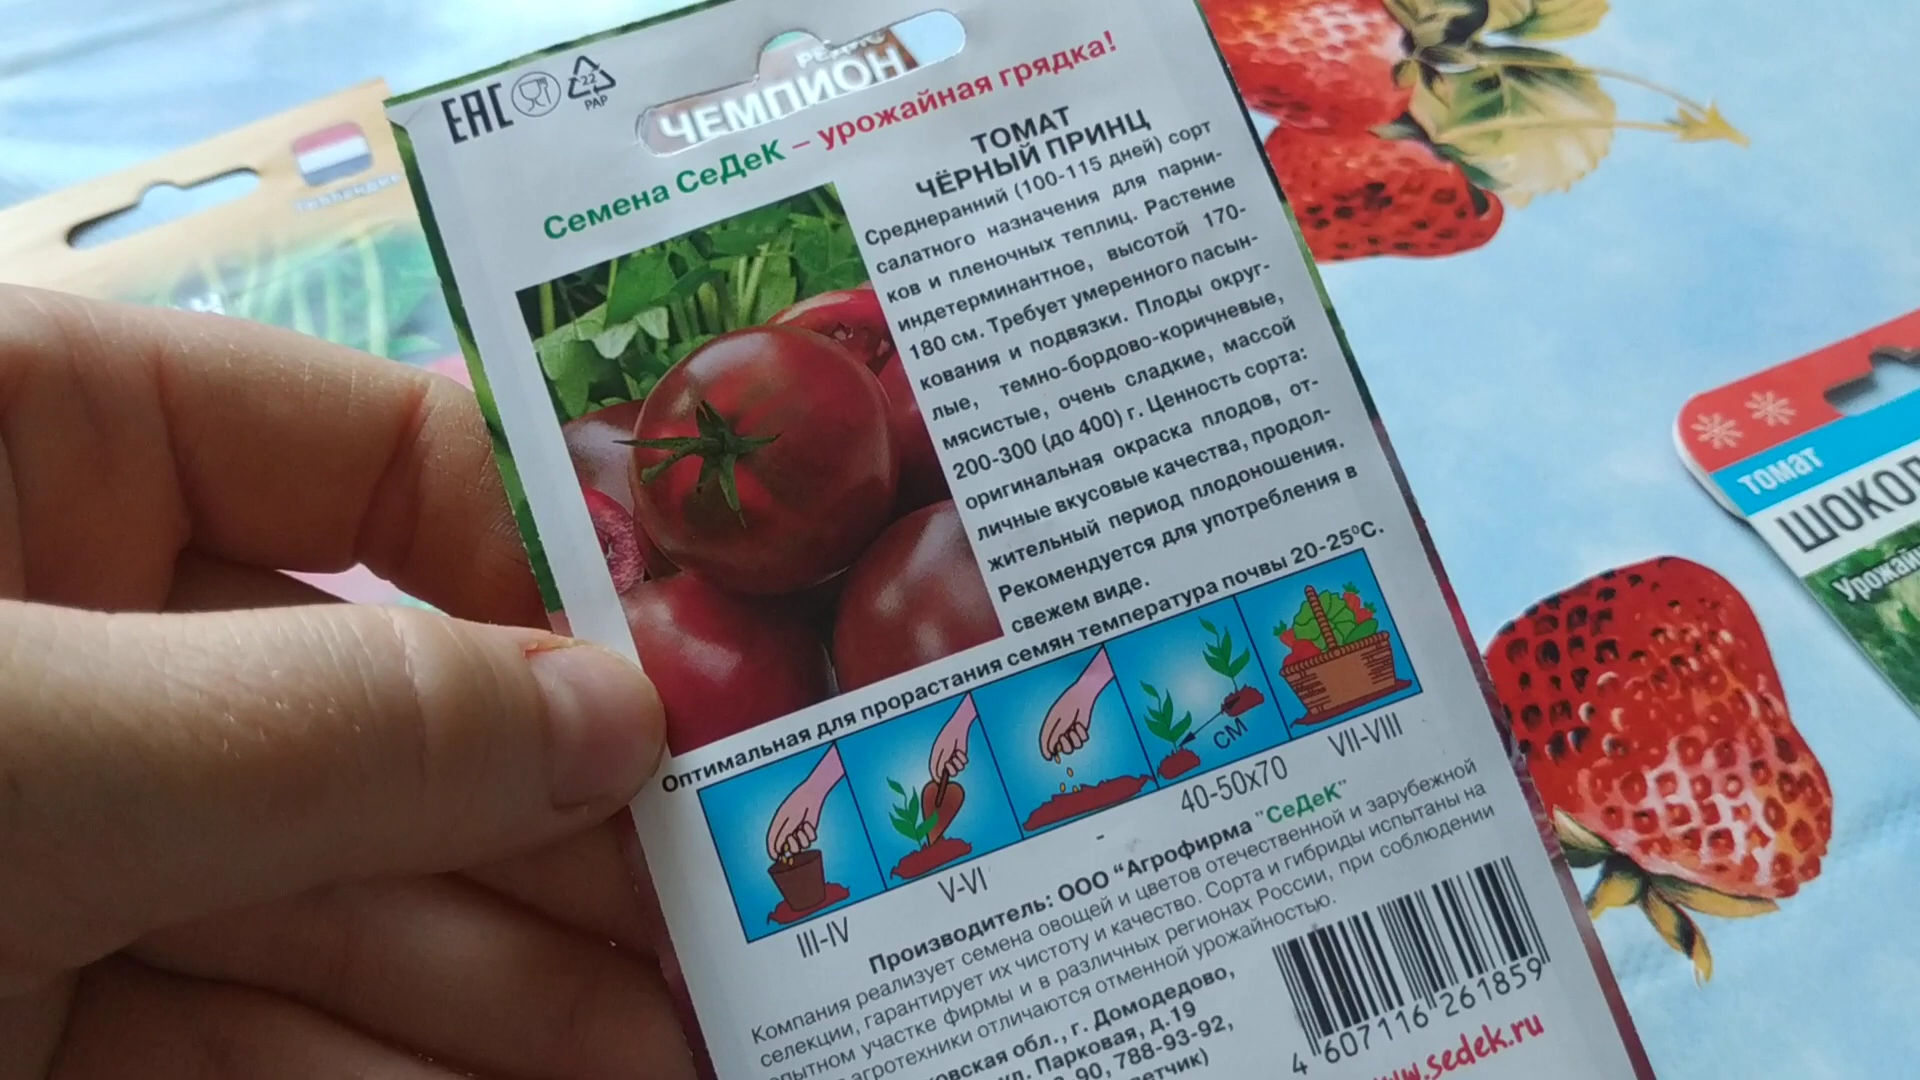 EAC
22
PAP
РЕДИС
ЧЕМПИОН
Семена СеДеК – урожайная грядка!
ТОМАТ
ЧЁРНЫЙ ПРИНЦ
Среднеранний (100-115 дней) сорт
салатного назначения для парни-
ков и пленочных теплиц. Растение
индетерминантное, высотой 170-
180 см. Требует умеренного пасын-
кования и подвязки. Плоды округ-
лые, темно-бордово-коричневые,
мясистые, очень сладкие, массой
200-300 (до 400) г. Ценность сорта:
оригинальная окраска плодов, от-
личные вкусовые качества, продол-
жительный период плодоношения.
Рекомендуется для употребления в
свежем виде.
Оптимальная для прорастания семян температура почвы 20-25°С.
СМ
III-IV
V-VI
-
40-50х70
VII-VIII
Производитель: ООО "Агрофирма "СеДеК"
Компания реализует семена овощей и цветов отечественной и зарубежной
селекции, гарантирует их чистоту и качество. Сорта и гибриды испытаны на
опытном участке фирмы и в различных регионах России, при соблюдении
агротехники отличаются отменной урожайностью.
обл., г. Домодедово,
Парковая, д.19
90, 788-93-92,
4 607116 261859
www.sedek.ru
ТОМАТ